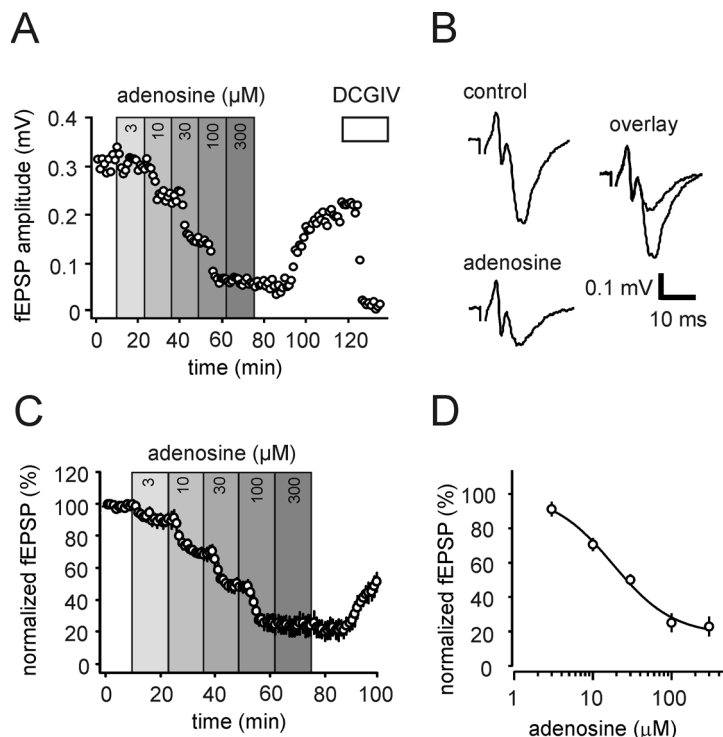 A
adenosine (µM)
DCGIV
3
10
30
100
300
fEPSP amplitude (mV)
0.4
0.3
0.2
0.1
0
0 20 40 60 80 100 120
time (min)
B
control
overlay
adenosine
0.1 mV
10 ms
C
adenosine (µM)
3
10
30
100
300
normalized fEPSP (%)
120
100
80
60
40
20
0
0 20 40 60 80 100
time (min)
D
normalized fEPSP (%)
100
80
60
40
20
0
1 10 100
adenosine (µM)